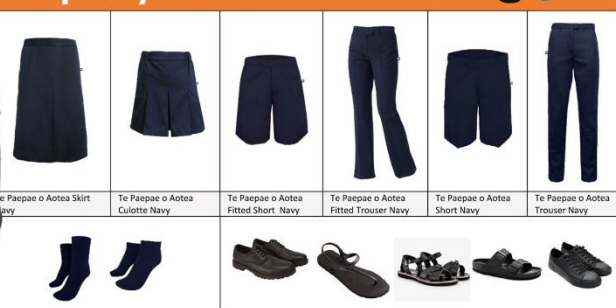 e Paepae o Aotea Skirt
avy
Te Paepae o Aotea
Culotte Navy
Te Paepae o Aotea
Fitted Short Navy
Te Paepae o Aotea
Fitted Trouser Navy
Te Paepae o Aotea
Short Navy
Te Paepae o Aotea
Trouser Navy